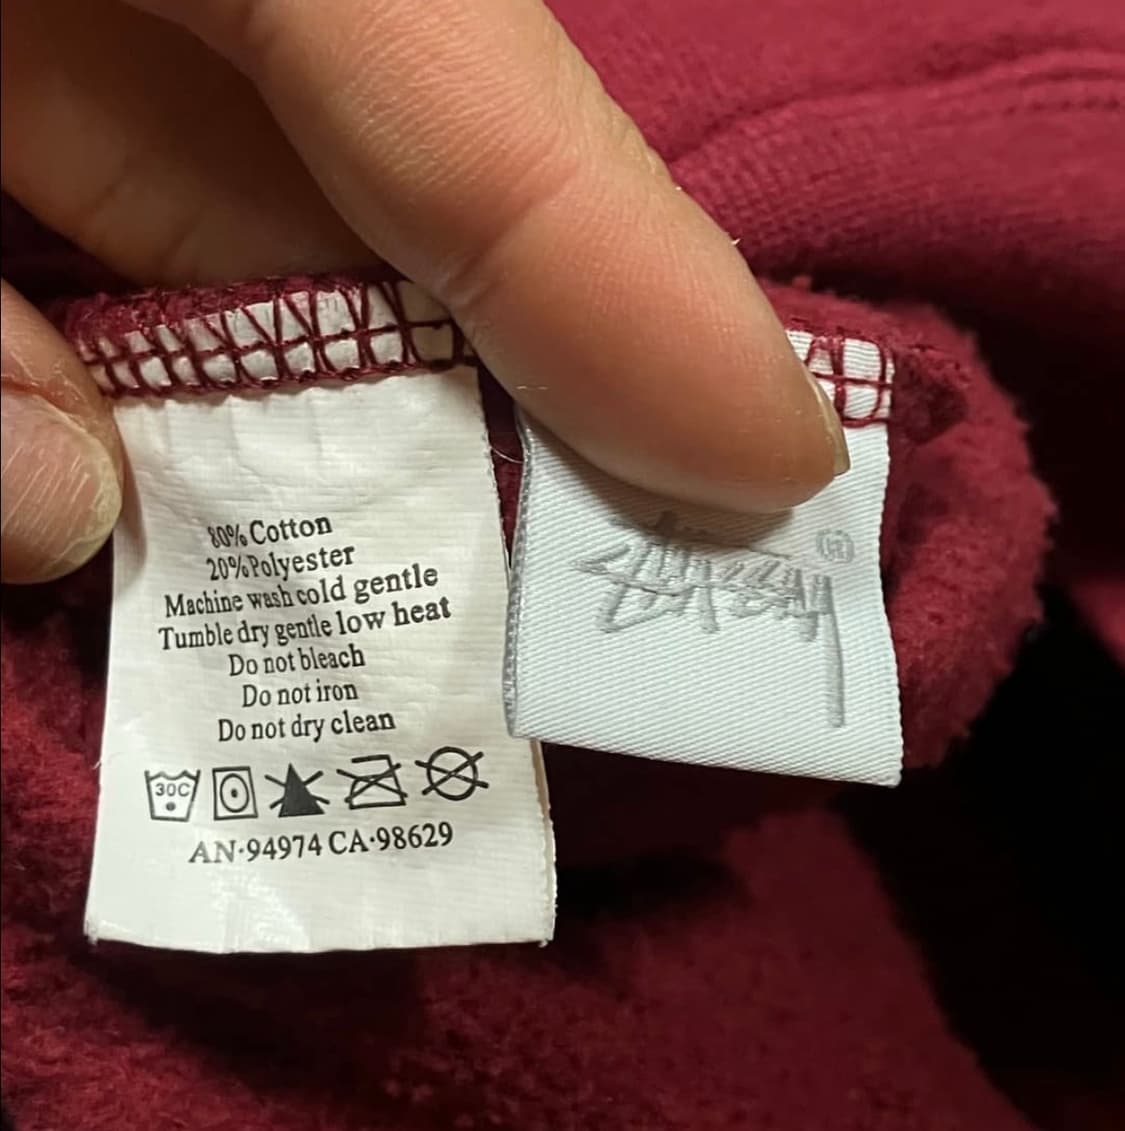 80% Cotton
20%Polyester
Machine wash cold gentle
Tumble dry gentle low heat
Do not bleach
Do not iron
Do not dry clean
30C
AN·94974 CA·98629
Stüssy
®